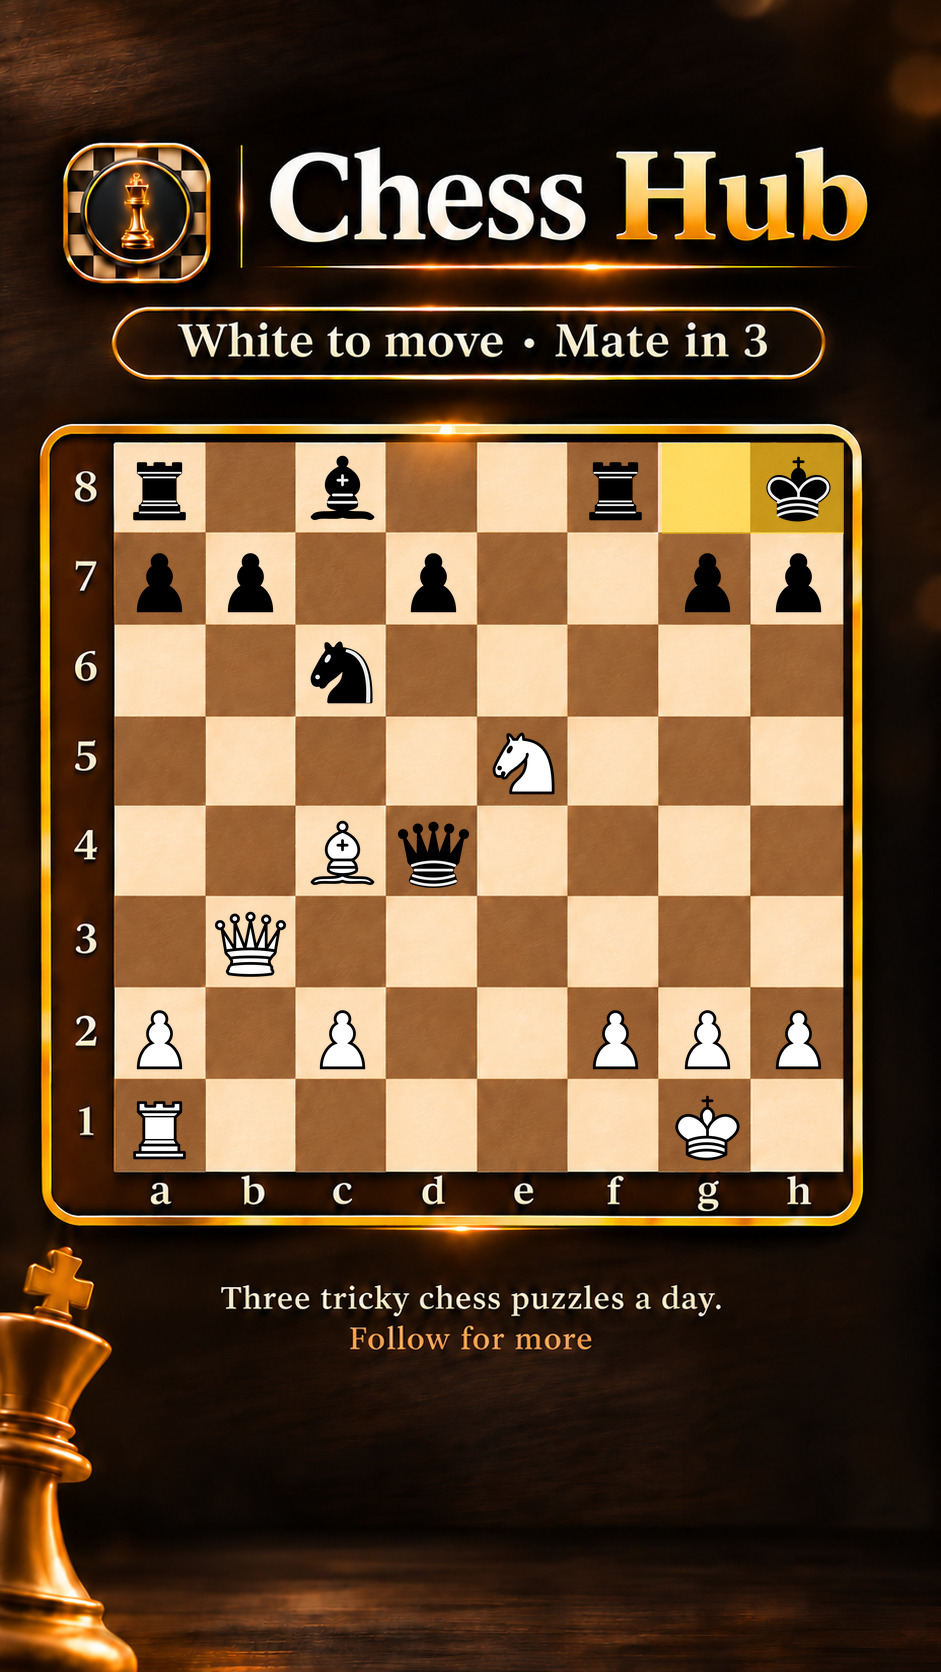 Chess Hub
White to move • Mate in 3
8
7
6
5
4
3
2
1
a b c d e f g h
Three tricky chess puzzles a day.
Follow for more